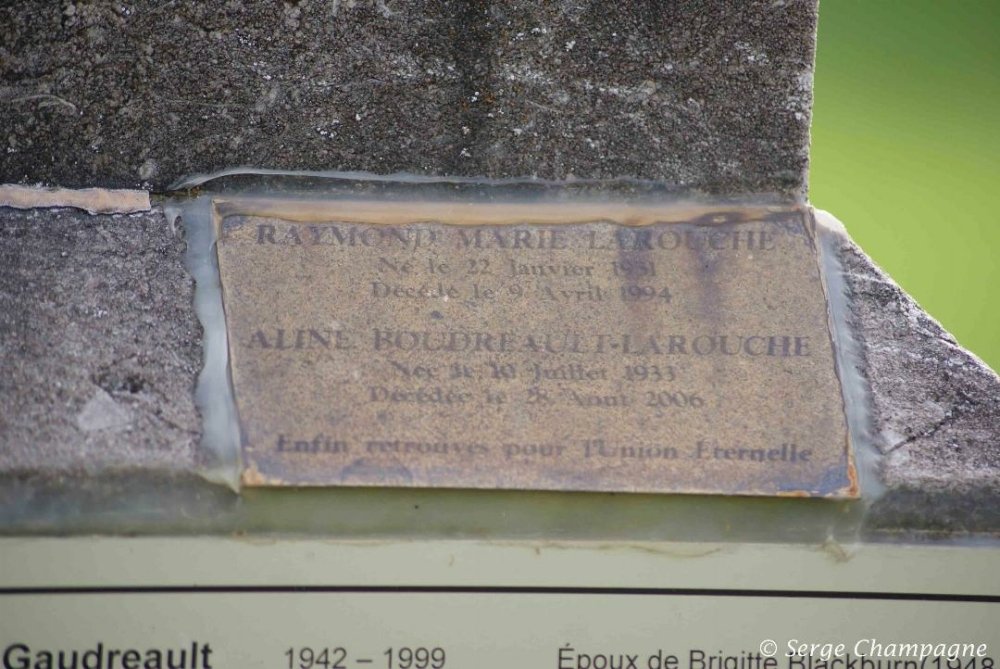 RAYMOND MARIE LAROUCHE
Né le 22 Janvier 1931
Décédé le 9 Avril 1994
ALINE BOUDREAULT-LAROUCHE
Née le 10 Juillet 1933
Décédée le 28 Août 2006
Enfin retrouvés pour l'Union Éternelle
Gaudreault 1942 – 1999 Époux de Brigitte Blackburn 1948
© Serge Champagne